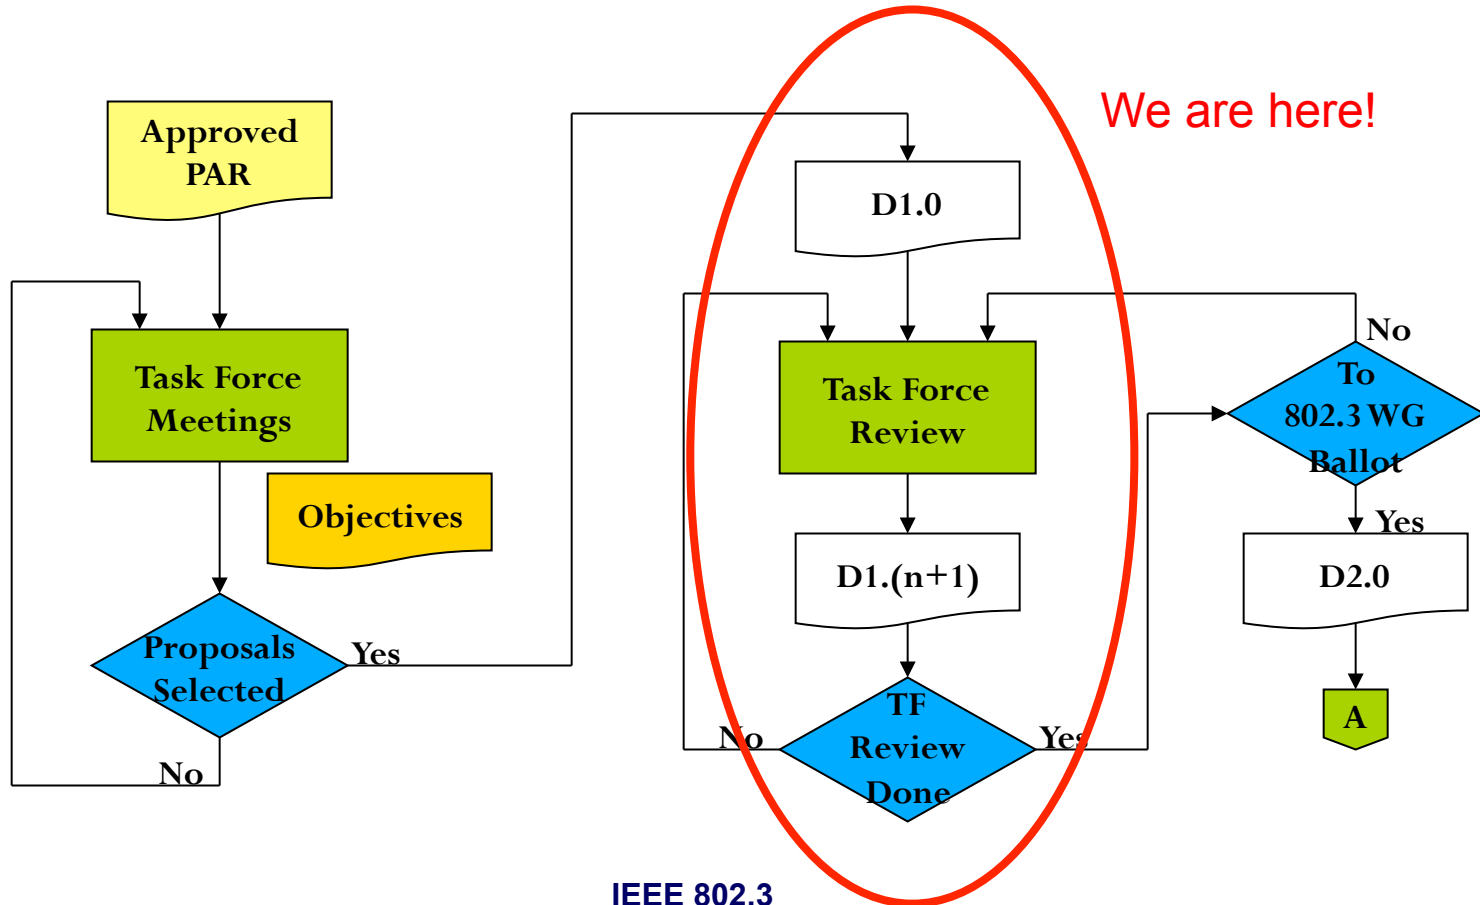 Approved
PAR
Task Force
Meetings
Objectives
Proposals
Selected
Yes
No
We are here!
D1.0
Task Force
Review
D1.(n+1)
TF
Review
Done
No
Yes
To
802.3 WG
Ballot
No
Yes
D2.0
A
IEEE 802.3